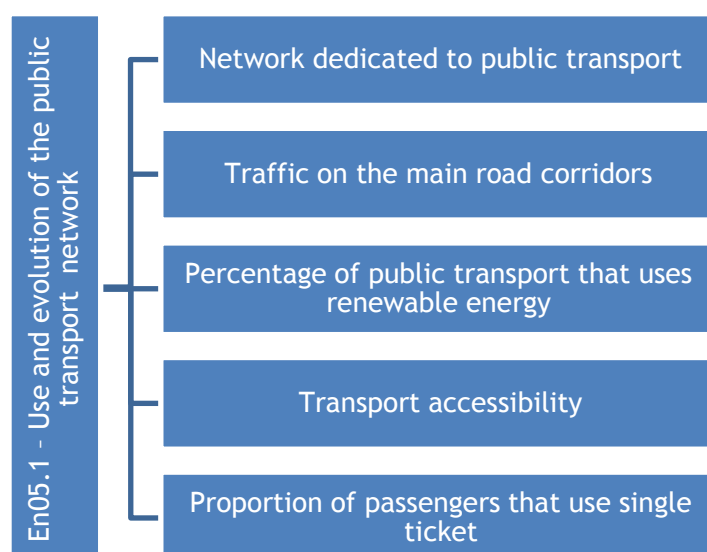 En05.1 – Use and evolution of the public
transport network
Network dedicated to public transport
Traffic on the main road corridors
Percentage of public transport that uses
renewable energy
Transport accessibility
Proportion of passengers that use single
ticket